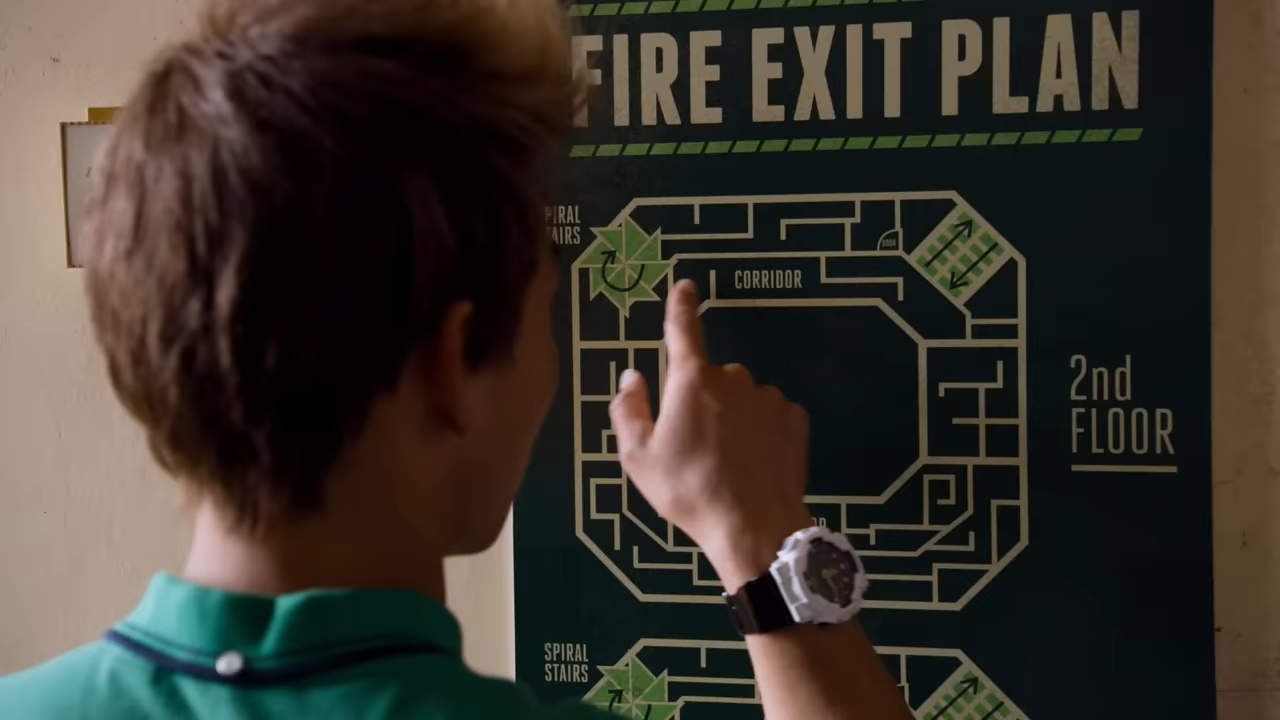 FIRE EXIT PLAN
SPIRAL
STAIRS
CORRIDOR
2nd
FLOOR
SPIRAL
STAIRS